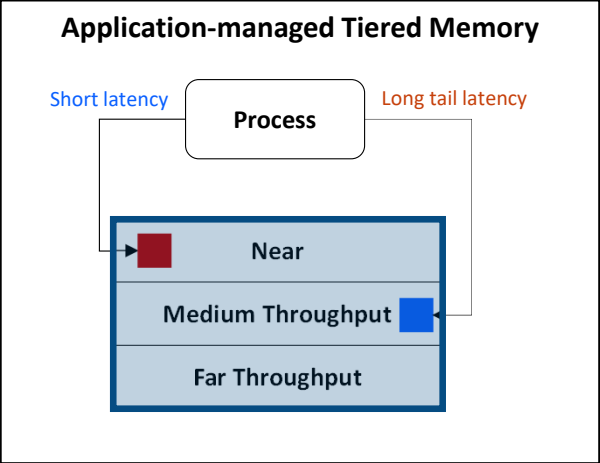 Application-managed Tiered Memory
Short latency
Long tail latency
Process
Near
Medium Throughput
Far Throughput